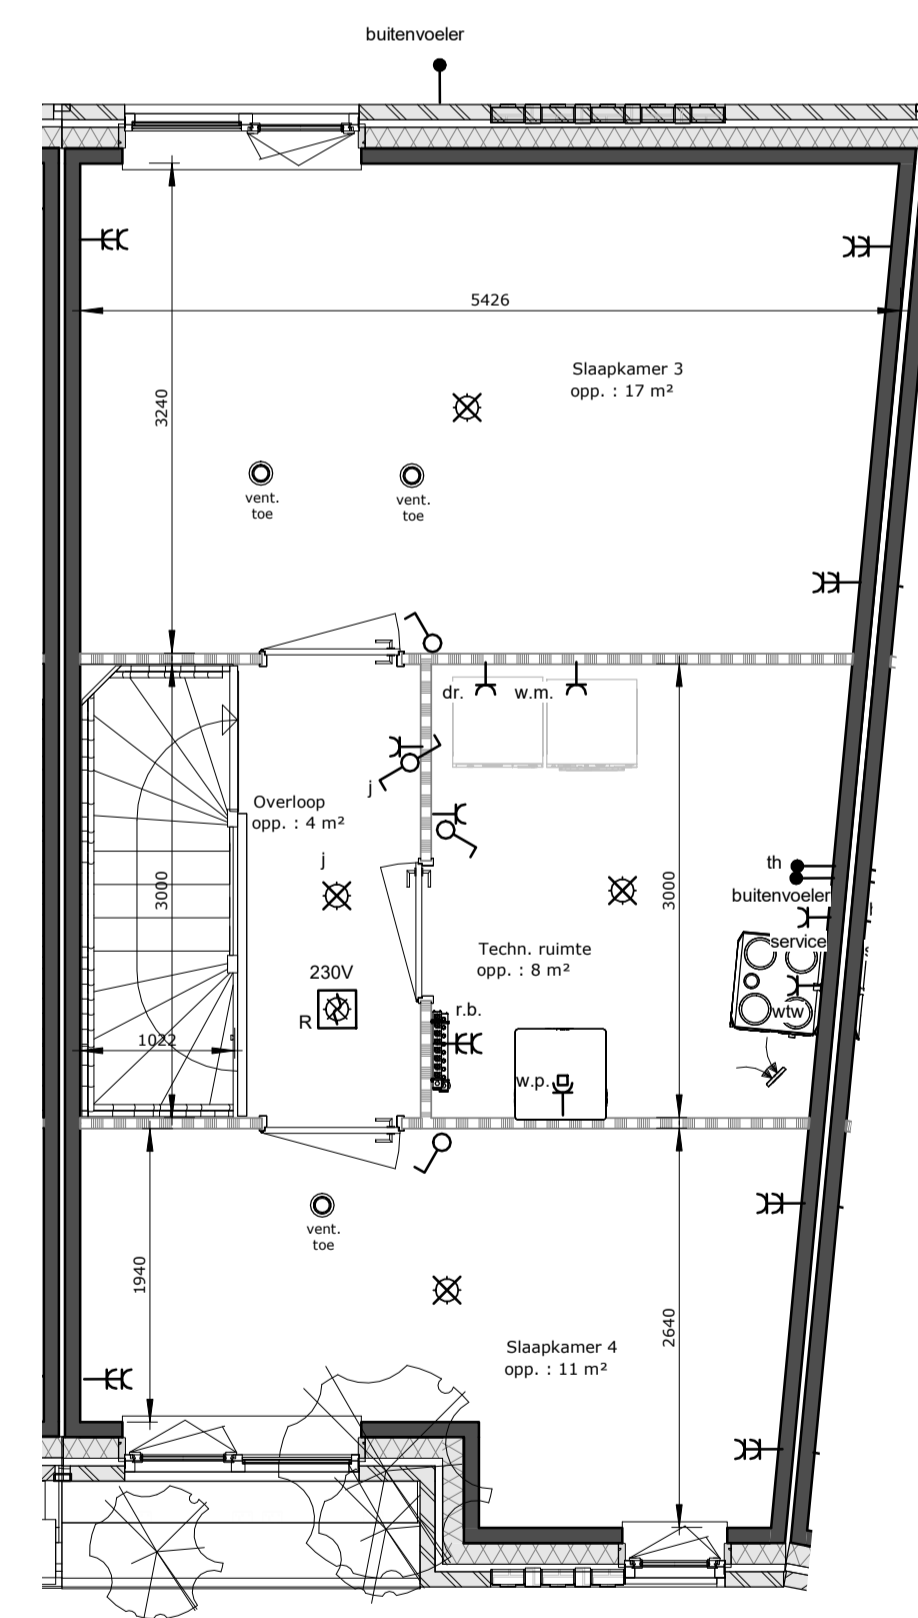 buitenvoeler
5426
Slaapkamer 3
opp. : 17 m²
3240
vent.
toe
vent.
toe
dr.
w.m.
j
Overloop
opp. : 4 m²
j
3000
3000
th
buitenvoeler
service
Techn. ruimte
opp. : 8 m²
230V
R
r.b.
wtw
1022
w.p.
vent.
toe
1940
2640
Slaapkamer 4
opp. : 11 m²